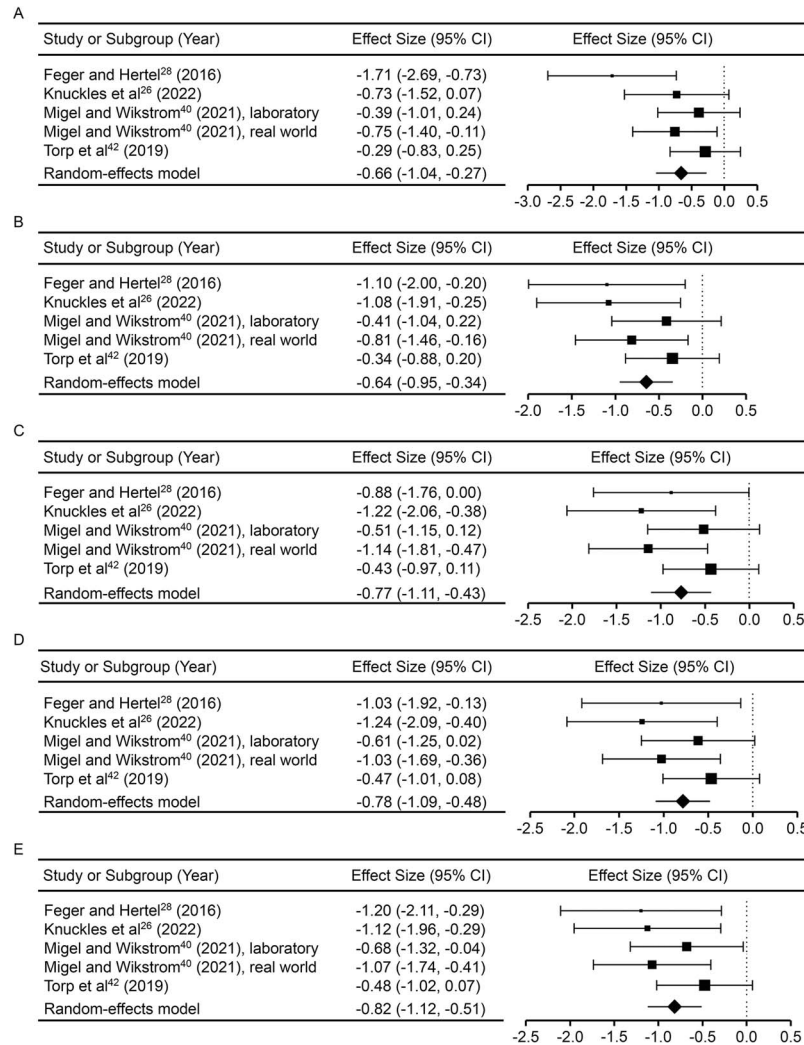 A
Study or Subgroup (Year) Effect Size (95% CI) Effect Size (95% CI)
Feger and Hertel²⁸ (2016) -1.71 (-2.69, -0.73)
Knuckles et al²⁶ (2022) -0.73 (-1.52, 0.07)
Migel and Wikstrom⁴⁰ (2021), laboratory -0.39 (-1.01, 0.24)
Migel and Wikstrom⁴⁰ (2021), real world -0.75 (-1.40, -0.11)
Torp et al⁴² (2019) -0.29 (-0.83, 0.25)
Random-effects model -0.66 (-1.04, -0.27)
-3.0 -2.5 -2.0 -1.5 -1.0 -0.5 0.0 0.5
B
Study or Subgroup (Year) Effect Size (95% CI) Effect Size (95% CI)
Feger and Hertel²⁸ (2016) -1.10 (-2.00, -0.20)
Knuckles et al²⁶ (2022) -1.08 (-1.91, -0.25)
Migel and Wikstrom⁴⁰ (2021), laboratory -0.41 (-1.04, 0.22)
Migel and Wikstrom⁴⁰ (2021), real world -0.81 (-1.46, -0.16)
Torp et al⁴² (2019) -0.34 (-0.88, 0.20)
Random-effects model -0.64 (-0.95, -0.34)
-2.0 -1.5 -1.0 -0.5 0.0 0.5
C
Study or Subgroup (Year) Effect Size (95% CI) Effect Size (95% CI)
Feger and Hertel²⁸ (2016) -0.88 (-1.76, 0.00)
Knuckles et al²⁶ (2022) -1.22 (-2.06, -0.38)
Migel and Wikstrom⁴⁰ (2021), laboratory -0.51 (-1.15, 0.12)
Migel and Wikstrom⁴⁰ (2021), real world -1.14 (-1.81, -0.47)
Torp et al⁴² (2019) -0.43 (-0.97, 0.11)
Random-effects model -0.77 (-1.11, -0.43)
-2.5 -2.0 -1.5 -1.0 -0.5 0.0 0.5
D
Study or Subgroup (Year) Effect Size (95% CI) Effect Size (95% CI)
Feger and Hertel²⁸ (2016) -1.03 (-1.92, -0.13)
Knuckles et al²⁶ (2022) -1.24 (-2.09, -0.40)
Migel and Wikstrom⁴⁰ (2021), laboratory -0.61 (-1.25, 0.02)
Migel and Wikstrom⁴⁰ (2021), real world -1.03 (-1.69, -0.36)
Torp et al⁴² (2019) -0.47 (-1.01, 0.08)
Random-effects model -0.78 (-1.09, -0.48)
-2.5 -2.0 -1.5 -1.0 -0.5 0.0 0.5
E
Study or Subgroup (Year) Effect Size (95% CI) Effect Size (95% CI)
Feger and Hertel²⁸ (2016) -1.20 (-2.11, -0.29)
Knuckles et al²⁶ (2022) -1.12 (-1.96, -0.29)
Migel and Wikstrom⁴⁰ (2021), laboratory -0.68 (-1.32, -0.04)
Migel and Wikstrom⁴⁰ (2021), real world -1.07 (-1.74, -0.41)
Torp et al⁴² (2019) -0.48 (-1.02, 0.07)
Random-effects model -0.82 (-1.12, -0.51)
-2.5 -2.0 -1.5 -1.0 -0.5 0.0 0.5